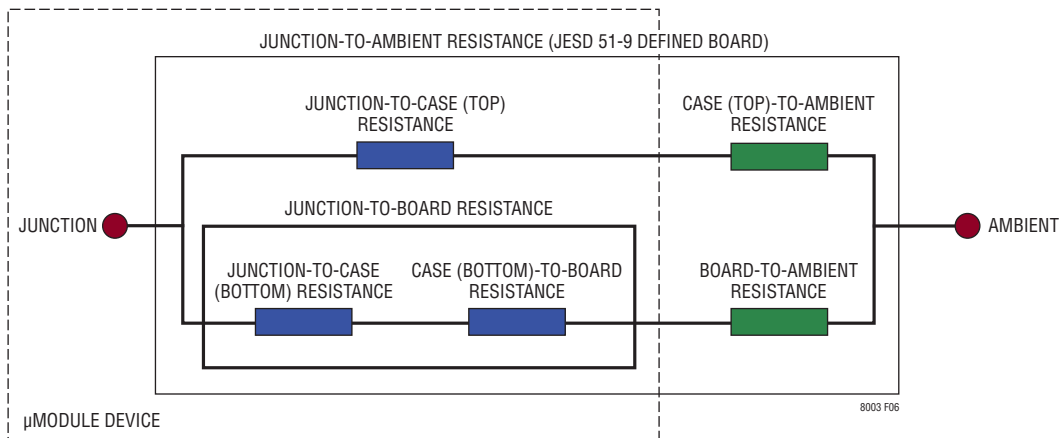 JUNCTION-TO-AMBIENT RESISTANCE (JESD 51-9 DEFINED BOARD)
JUNCTION-TO-CASE (TOP)
RESISTANCE
CASE (TOP)-TO-AMBIENT
RESISTANCE
JUNCTION
JUNCTION-TO-BOARD RESISTANCE
AMBIENT
JUNCTION-TO-CASE
(BOTTOM) RESISTANCE
CASE (BOTTOM)-TO-BOARD
RESISTANCE
BOARD-TO-AMBIENT
RESISTANCE
8003 F06
µMODULE DEVICE